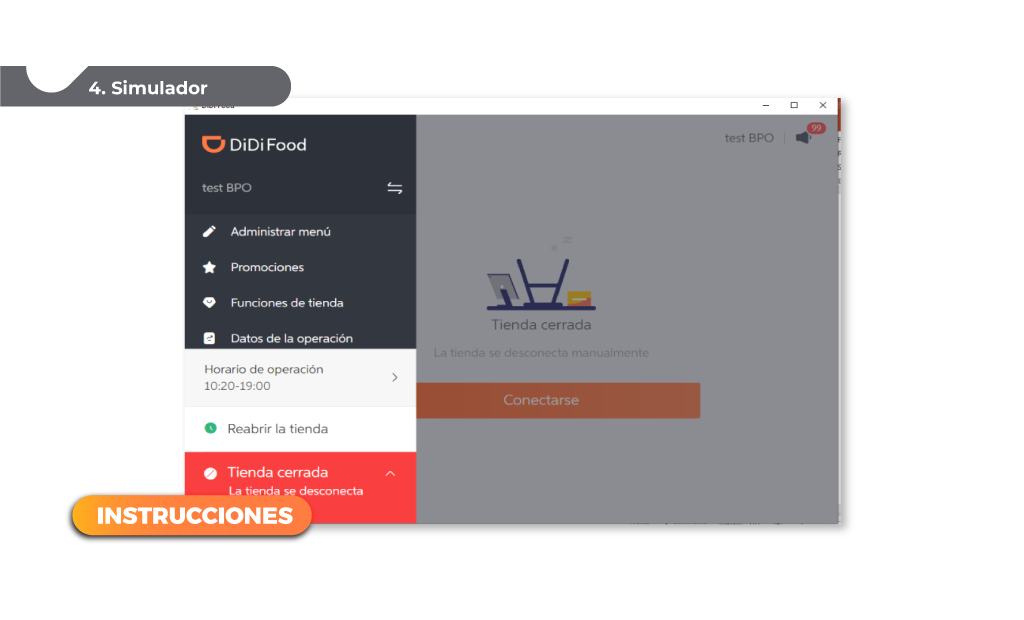 4. Simulador
DiDi Food
DiDi Food
test BPO
Administrar menú
Promociones
Funciones de tienda
Datos de la operación
Horario de operación
10:20-19:00
Reabrir la tienda
Tienda cerrada
La tienda se desconecta
test BPO
99
Tienda cerrada
La tienda se desconecta manualmente
Conectarse
INSTRUCCIONES